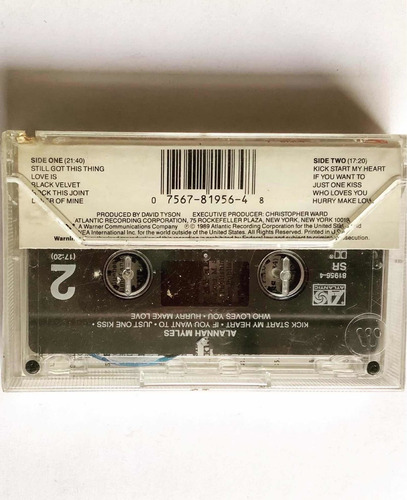 SIDE ONE (21:40)
STILL GOT THIS THING
LOVE IS
BLACK VELVET
ROCK THIS JOINT
LOVER OF MINE
SIDE TWO (17:20)
KICK START MY HEART
IF YOU WANT TO
JUST ONE KISS
WHO LOVES YOU
HURRY MAKE LOVE
0 7567-81956-4 8
PRODUCED BY DAVID TYSON EXECUTIVE PRODUCER: CHRISTOPHER WARD
ATLANTIC RECORDING CORPORATION, 75 ROCKEFELLER PLAZA, NEW YORK, NEW YORK 10019
A Warner Communications Company ℗ © 1989 Atlantic Recording Corporation for the United States and
WEA International Inc. for the world outside of the United States. All Rights Reserved. Printed in U.S.A.
Warning:
2
(17:20)
81956-4
SR
ATLANTIC
ALANNAH MYLES
KICK START MY HEART • IF YOU WANT TO • JUST ONE KISS •
WHO LOVES YOU • HURRY MAKE LOVE